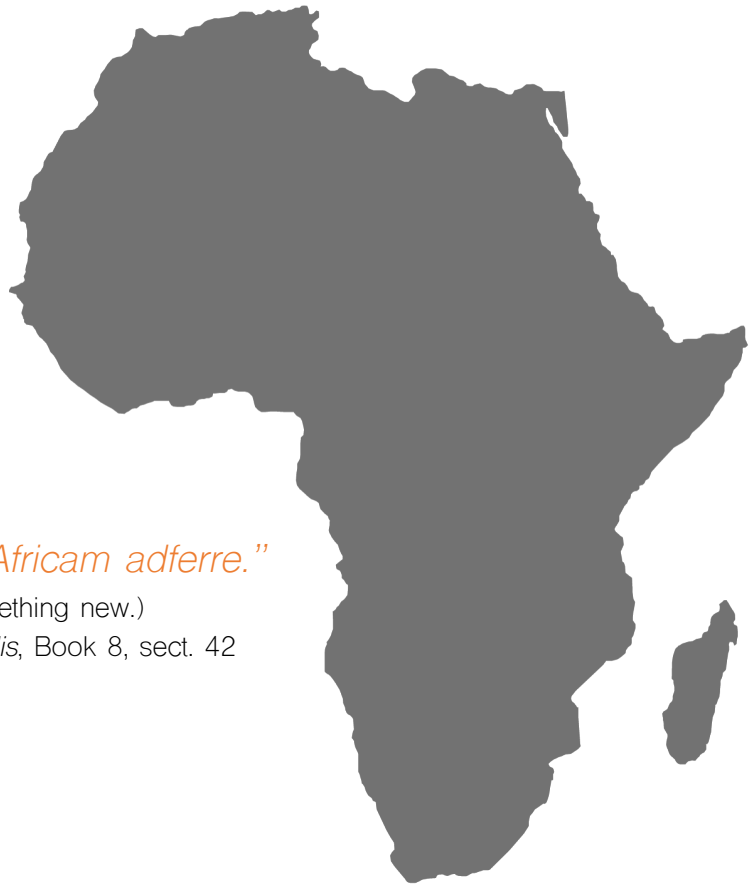 Africam adferre.”
ething new.)
is, Book 8, sect. 42